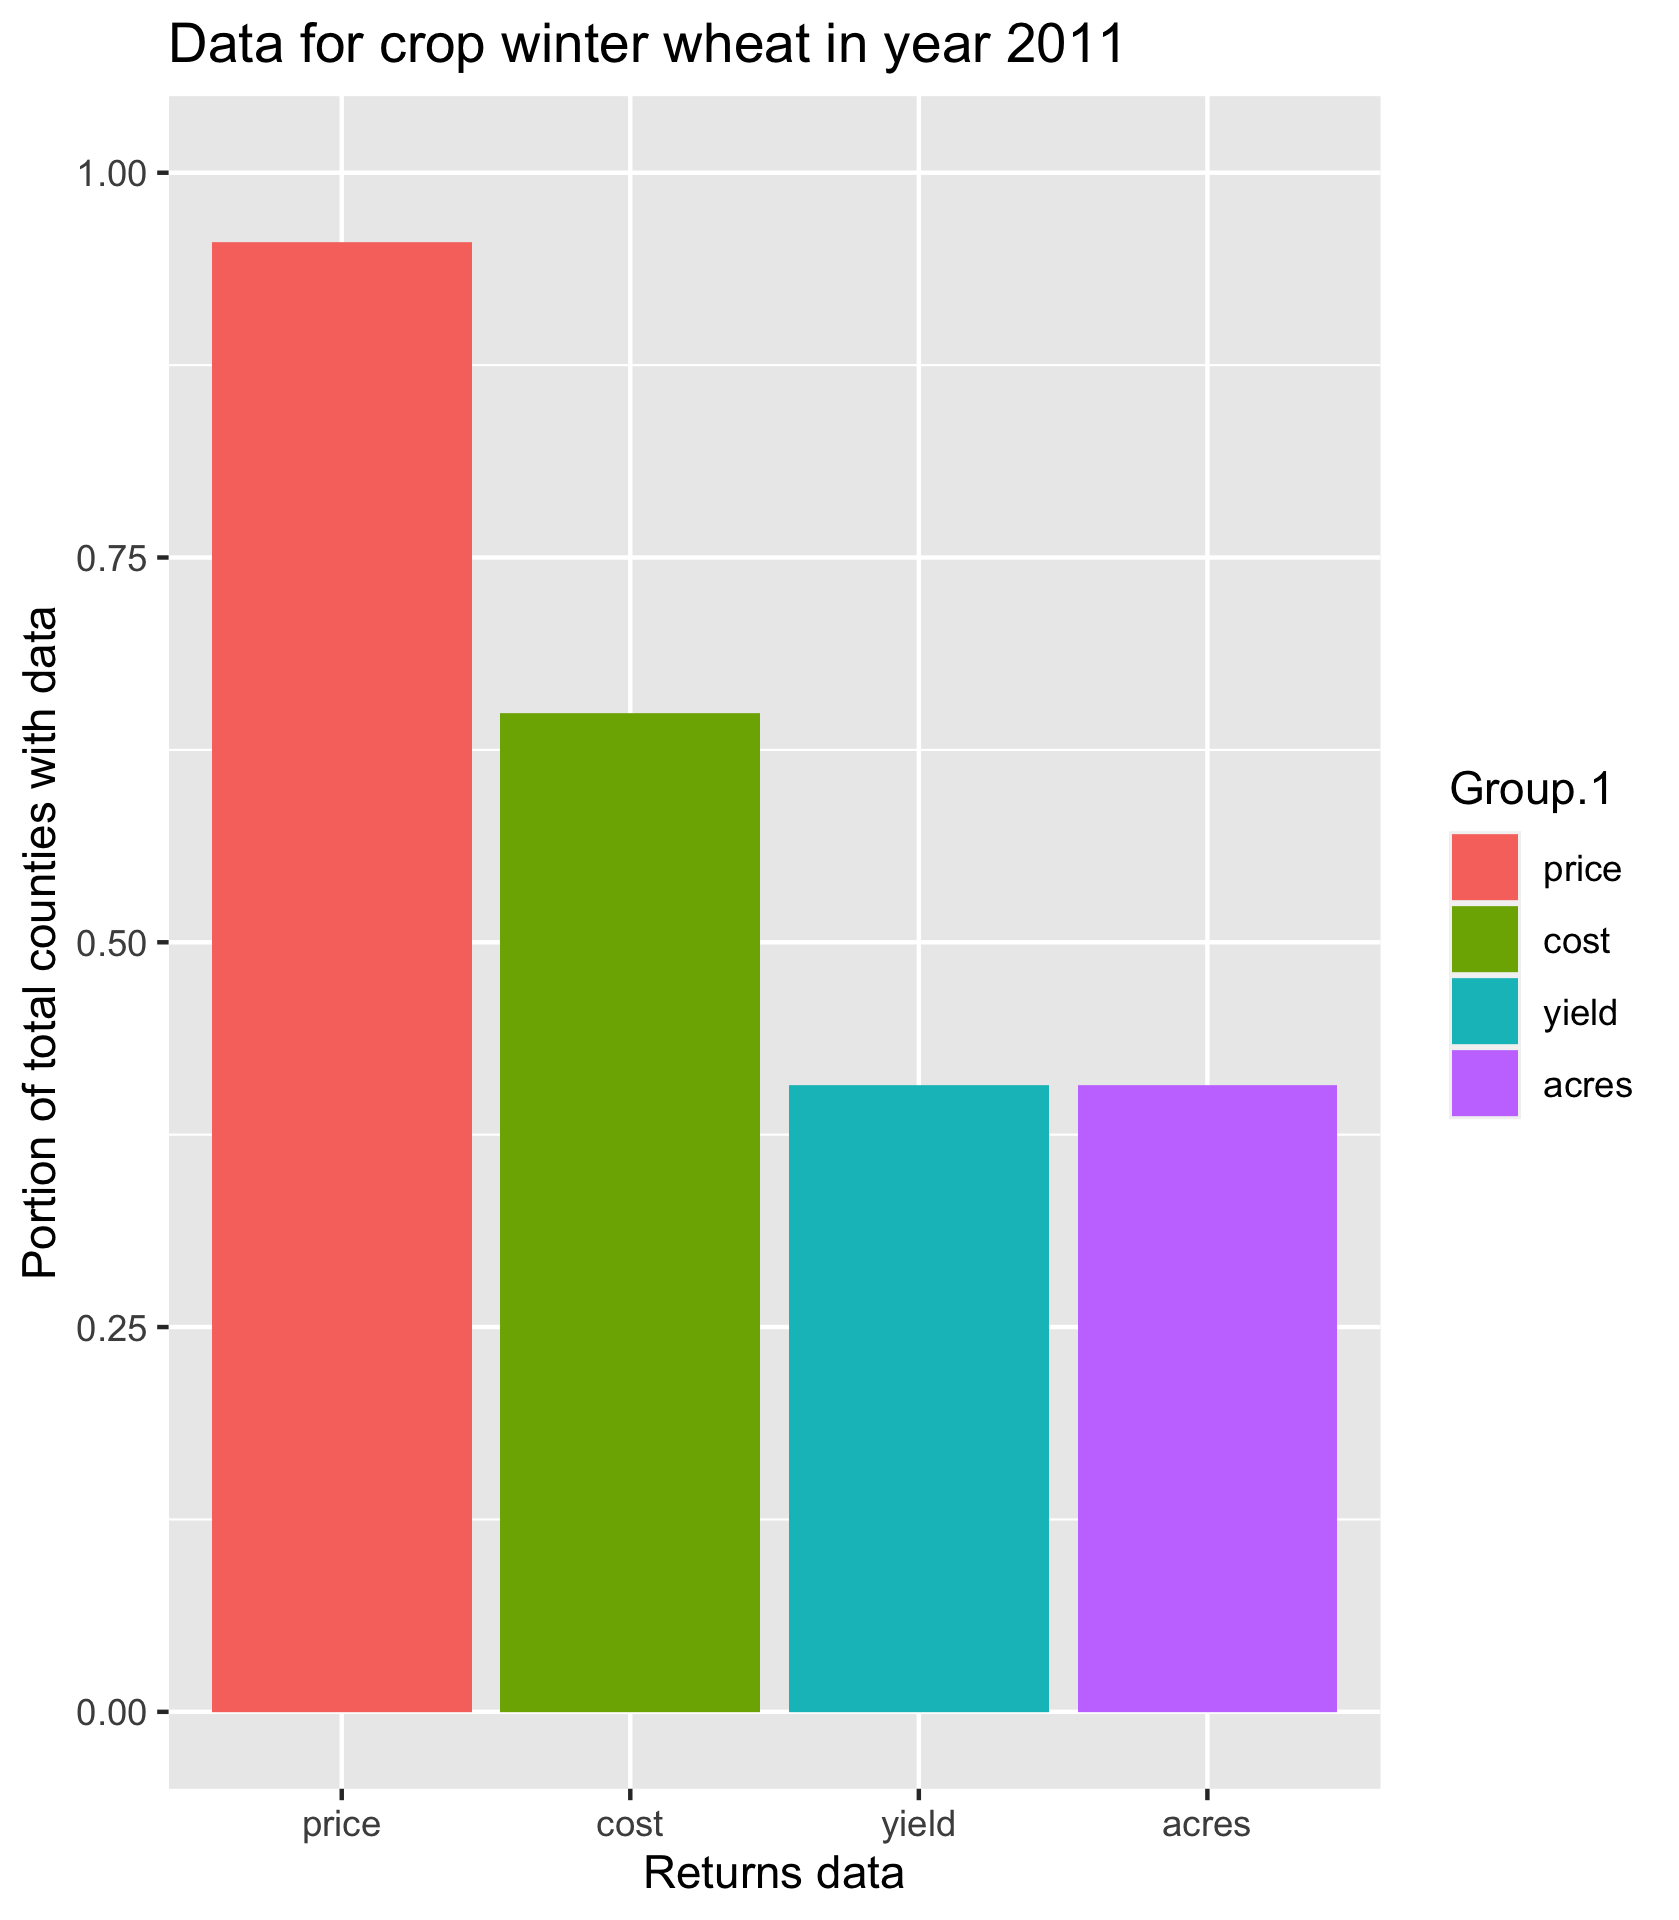 Data for crop winter wheat in year 2011
Portion of total counties with data
1.00
0.75
0.50
0.25
0.00
price
cost
yield
acres
Returns data
Group.1
price
cost
yield
acres